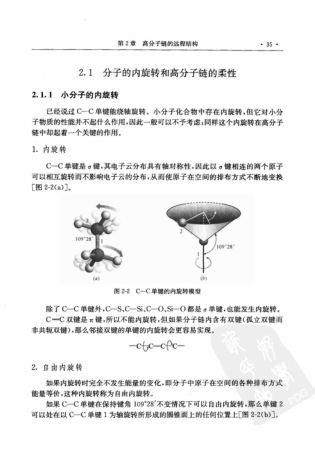 第2章 高分子链的远程结构 · 35 ·
2.1 分子的内旋转和高分子链的柔性
2.1.1 小分子的内旋转
已经说过 C—C 单键能绕轴旋转。小分子化合物中存在内旋转,但它对小分
子物质的性能并不起什么作用,因此一般可以不予考虑;同样这个内旋转在高分子
链中却起着一个关键的作用。
1. 内旋转
C—C 单键是 σ 键,其电子云分布具有轴对称性,因此以 σ 键相连的两个原子
可以相互旋转而不影响电子云的分布,从而使原子在空间的排布方式不断地变换
[图 2-2(a)]。
109°28′
1
2
1
109°28′
(a) (b)
图 2-2 C—C 单键的内旋转模型
除了 C—C 单键外,C—S、C—Si、C—O、Si—O 都是 σ 单键,也能发生内旋转。
C=C 双键是 π 键,所以不能内旋转,但如果分子链内含有双键(孤立双键而
非共轭双键),那么邻接双键的单键的内旋转会更容易实现。
2. 自由内旋转
如果内旋转时完全不发生能量的变化,即分子中原子在空间的各种排布方式
能量等价,这种内旋转称为自由内旋转。
如果 C—C 单键在保持键角 109°28′不变情况下可以自由内旋转,那么单键 2
可以处在以 C—C 单键 1 为轴旋转所形成的圆锥面上的任何位置上[图 2-2(b)]。